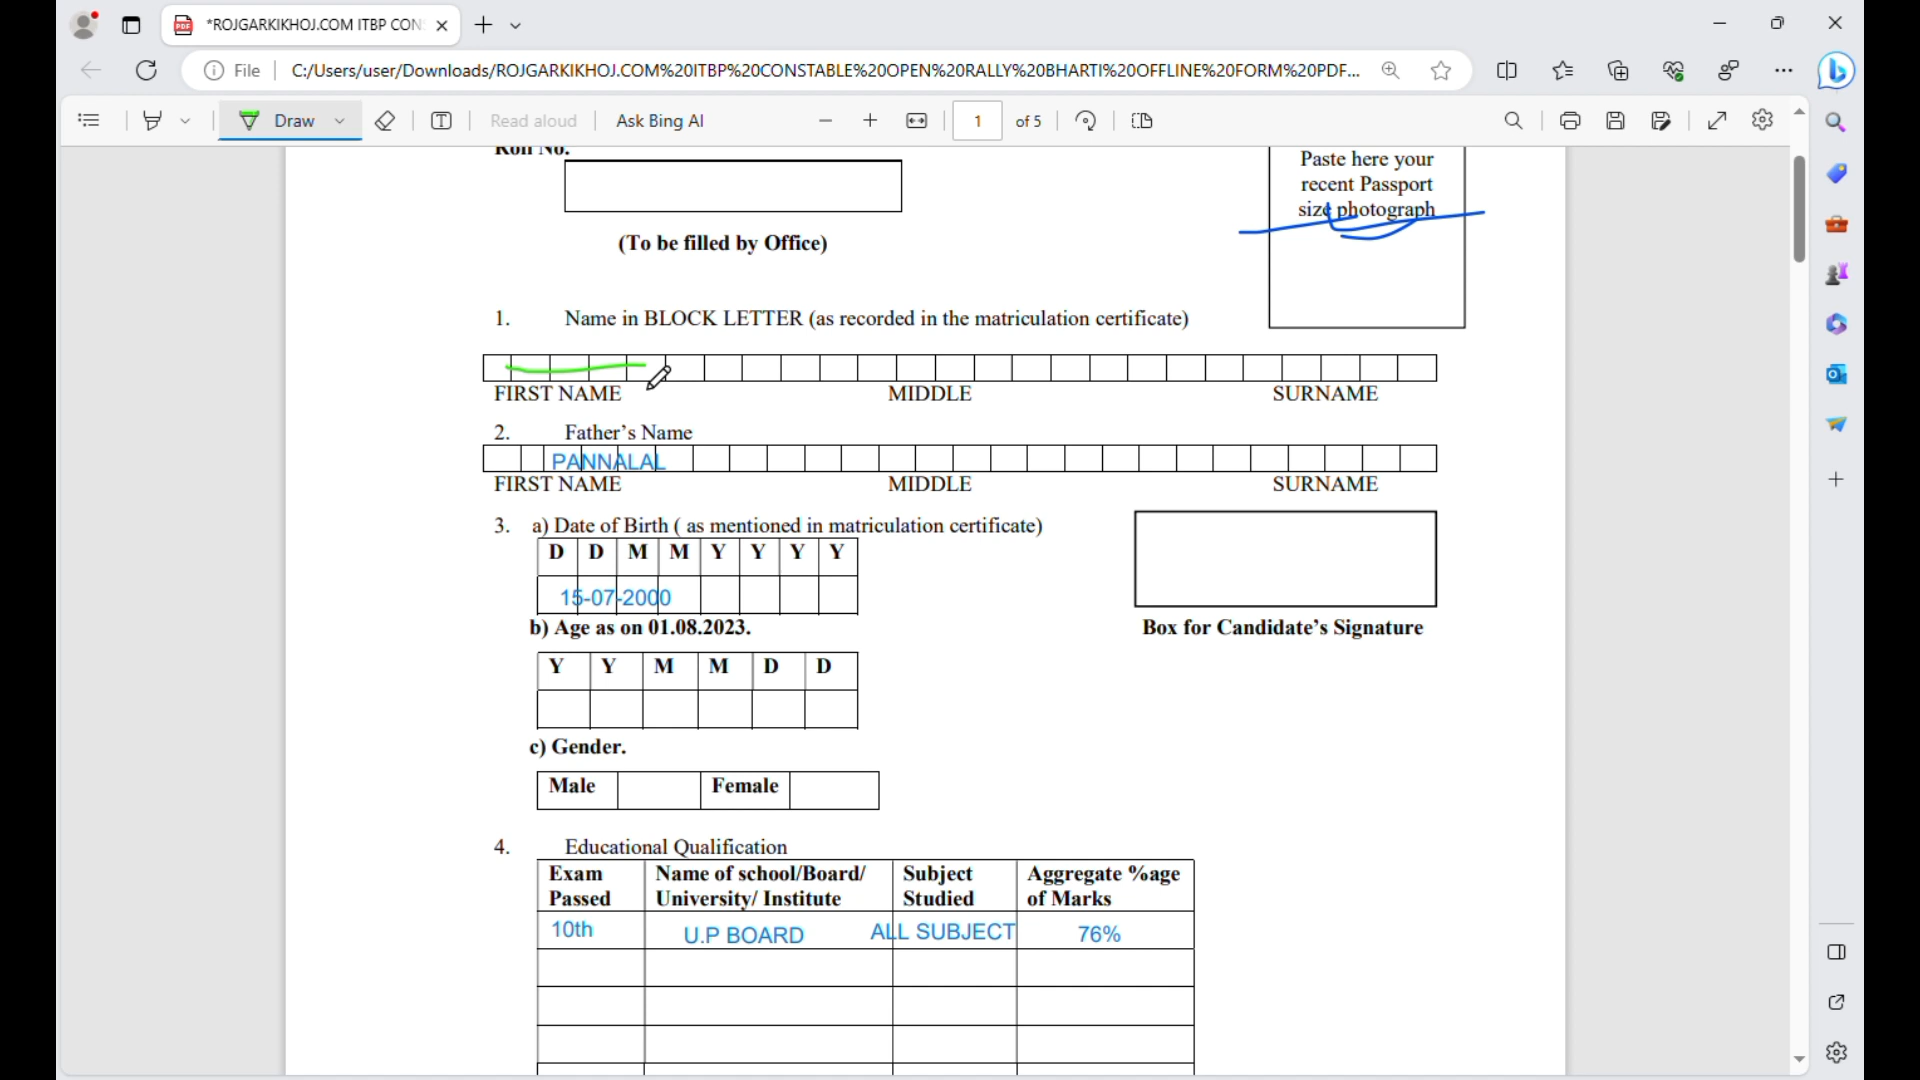 *ROJGARKIKHOJ.COM ITBP CON
File C:/Users/user/Downloads/ROJGARKIKHOJ.COM%20ITBP%20CONSTABLE%20OPEN%20RALLY%20BHARTI%20OFFLINE%20FORM%20PDF...
Draw Read aloud Ask Bing AI 1 of 5
Roll No.
Paste here your
recent Passport
size photograph
(To be filled by Office)
1. Name in BLOCK LETTER (as recorded in the matriculation certificate)
FIRST NAME MIDDLE SURNAME
2. Father's Name
PANNALAL
FIRST NAME MIDDLE SURNAME
3. a) Date of Birth ( as mentioned in matriculation certificate)
D D M M Y Y Y Y
15-07-2000
b) Age as on 01.08.2023.
Box for Candidate's Signature
Y Y M M D D
c) Gender.
Male Female
4. Educational Qualification
Exam Passed Name of school/Board/ University/ Institute Subject Studied Aggregate %age of Marks
10th U.P BOARD ALL SUBJECT 76%